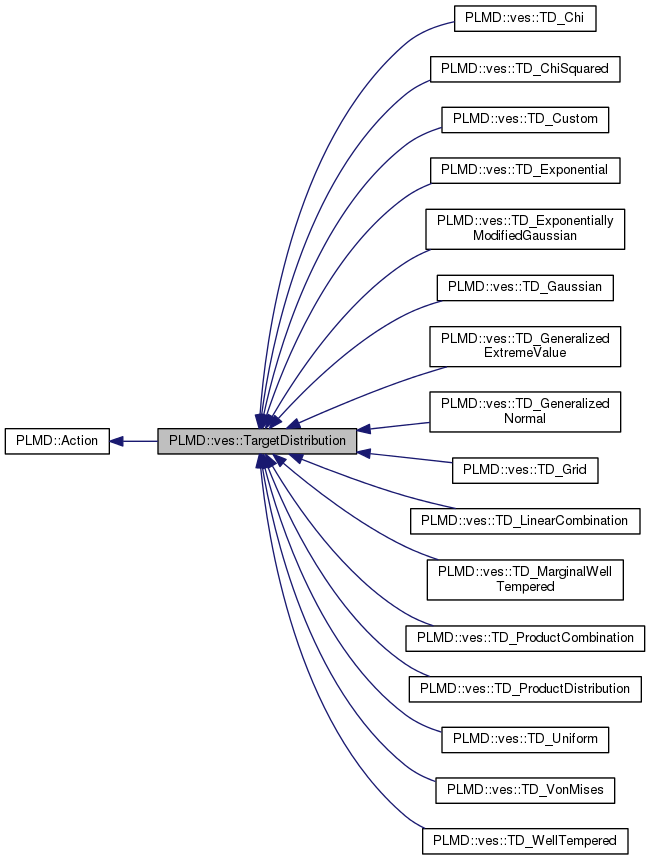 PLMD::ves::TD_Chi
PLMD::ves::TD_ChiSquared
PLMD::ves::TD_Custom
PLMD::ves::TD_Exponential
PLMD::ves::TD_Exponentially
ModifiedGaussian
PLMD::ves::TD_Gaussian
PLMD::ves::TD_Generalized
ExtremeValue
PLMD::ves::TD_Generalized
Normal
PLMD::Action
PLMD::ves::TargetDistribution
PLMD::ves::TD_Grid
PLMD::ves::TD_LinearCombination
PLMD::ves::TD_MarginalWell
Tempered
PLMD::ves::TD_ProductCombination
PLMD::ves::TD_ProductDistribution
PLMD::ves::TD_Uniform
PLMD::ves::TD_VonMises
PLMD::ves::TD_WellTempered